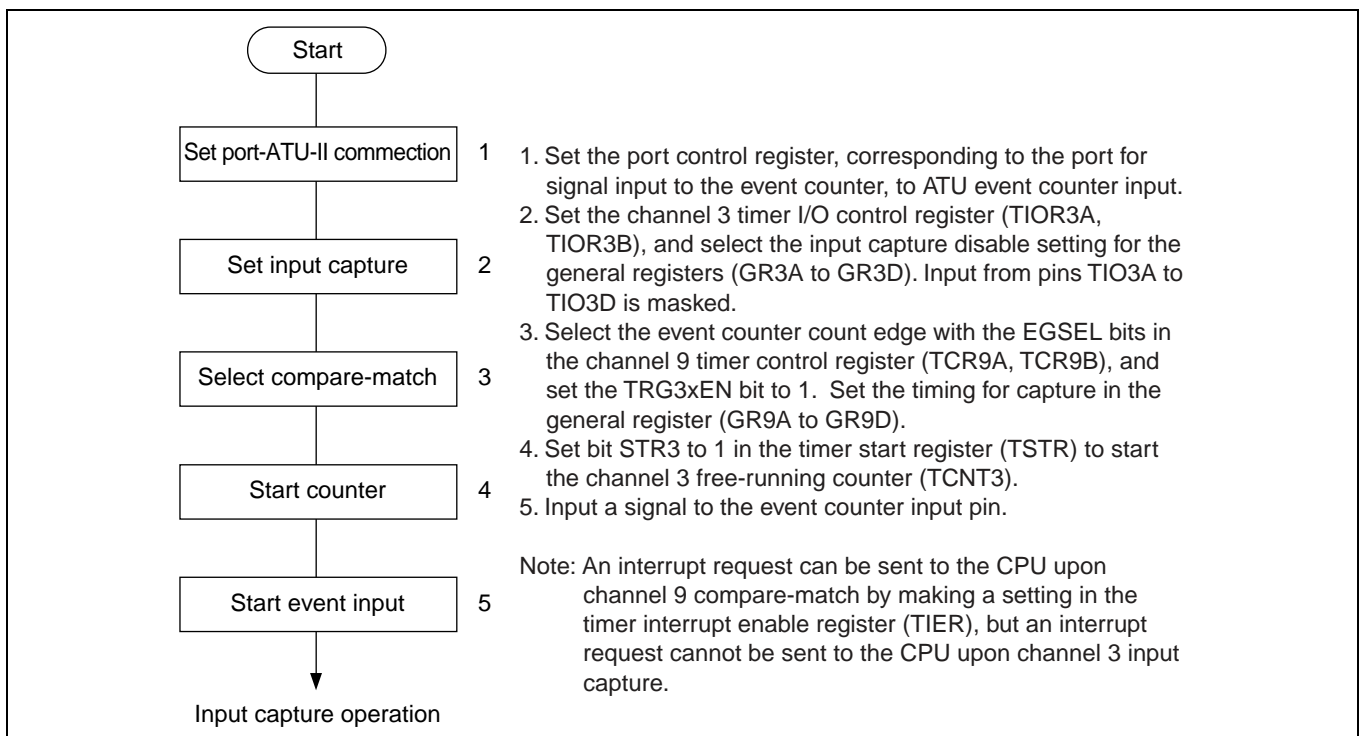 Start
Set port-ATU-II commection 1
Set input capture 2
Select compare-match 3
Start counter 4
Start event input 5
Input capture operation
1. Set the port control register, corresponding to the port for
signal input to the event counter, to ATU event counter input.
2. Set the channel 3 timer I/O control register (TIOR3A,
TIOR3B), and select the input capture disable setting for the
general registers (GR3A to GR3D). Input from pins TIO3A to
TIO3D is masked.
3. Select the event counter count edge with the EGSEL bits in
the channel 9 timer control register (TCR9A, TCR9B), and
set the TRG3xEN bit to 1.  Set the timing for capture in the
general register (GR9A to GR9D).
4. Set bit STR3 to 1 in the timer start register (TSTR) to start
the channel 3 free-running counter (TCNT3).
5. Input a signal to the event counter input pin.
Note: An interrupt request can be sent to the CPU upon
channel 9 compare-match by making a setting in the
timer interrupt enable register (TIER), but an interrupt
request cannot be sent to the CPU upon channel 3 input
capture.